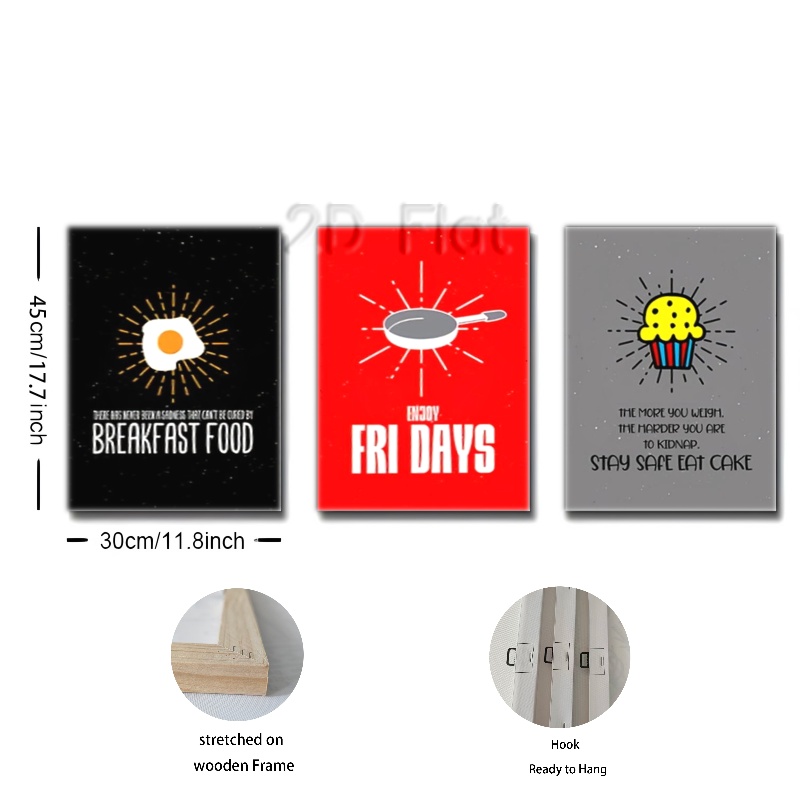 2D Flat
45cm/17.7inch
THERE HAS NEVER BEEN A SADNESS THAT CAN'T BE CURED BY
BREAKFAST FOOD
ENJOY
FRI DAYS
THE MORE YOU WEIGH,
THE HARDER YOU ARE
TO KIDNAP.
STAY SAFE EAT CAKE
30cm/11.8inch
stretched on
wooden Frame
Hook
Ready to Hang